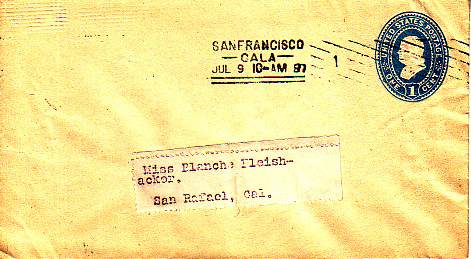 SANFRANCISCO
CALA
JUL 9 10-AM 97
1
UNITED STATES POSTAGE
ONE 1 CENT
Miss Blanche Fleish-
acker.
San Rafael, Cal.